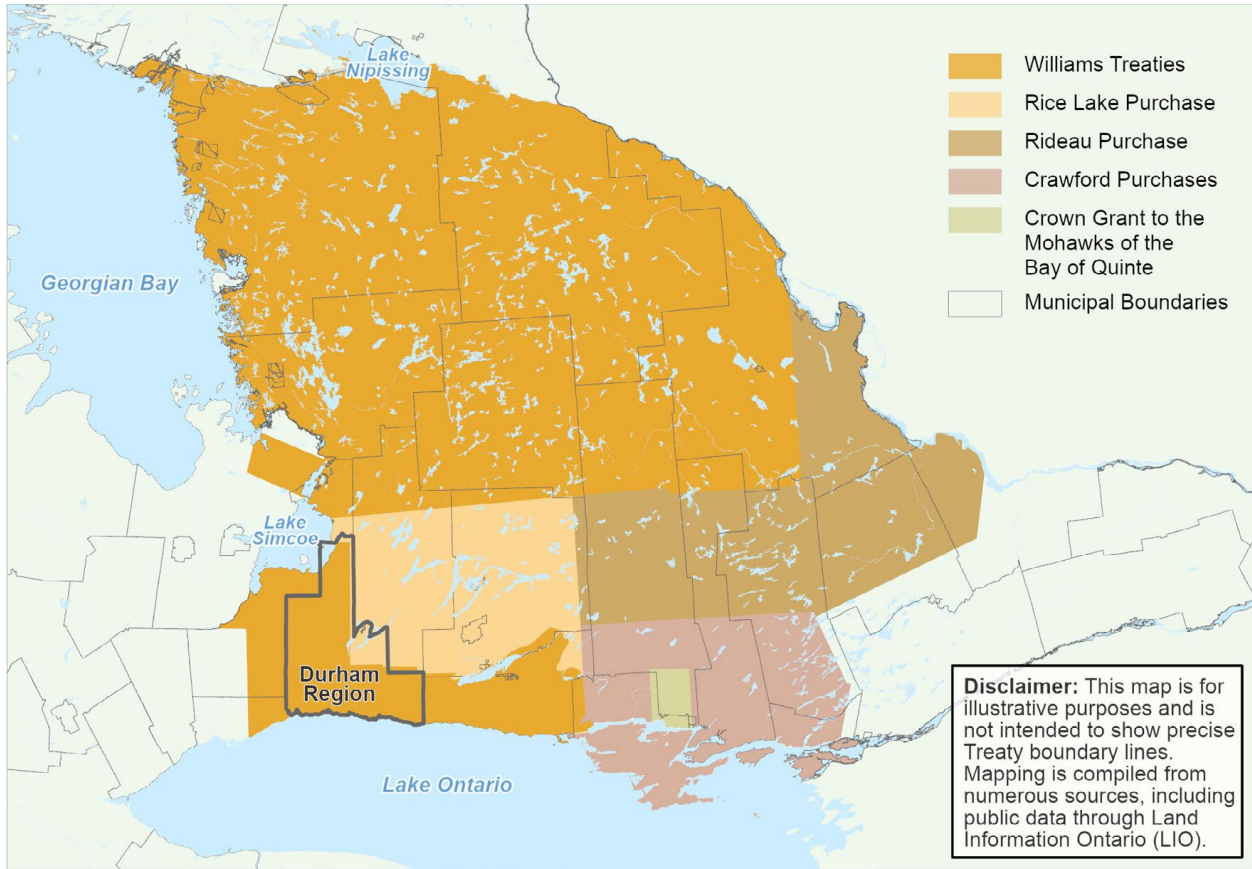 Lake
Nipissing
Georgian Bay
Lake
Simcoe
Durham
Region
Lake Ontario
Williams Treaties
Rice Lake Purchase
Rideau Purchase
Crawford Purchases
Crown Grant to the
Mohawks of the
Bay of Quinte
Municipal Boundaries
Disclaimer: This map is for
illustrative purposes and is
not intended to show precise
Treaty boundary lines.
Mapping is compiled from
numerous sources, including
public data through Land
Information Ontario (LIO).